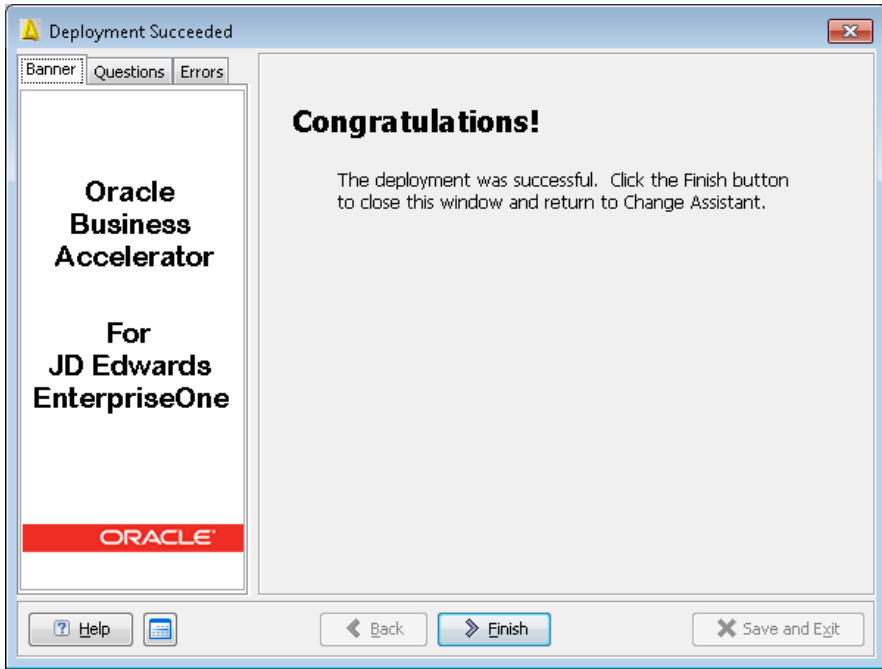 Deployment Succeeded
Banner
Questions
Errors
Oracle
Business
Accelerator
For
JD Edwards
EnterpriseOne
ORACLE
Congratulations!
The deployment was successful. Click the Finish button
to close this window and return to Change Assistant.
Help
Back
Finish
Save and Exit